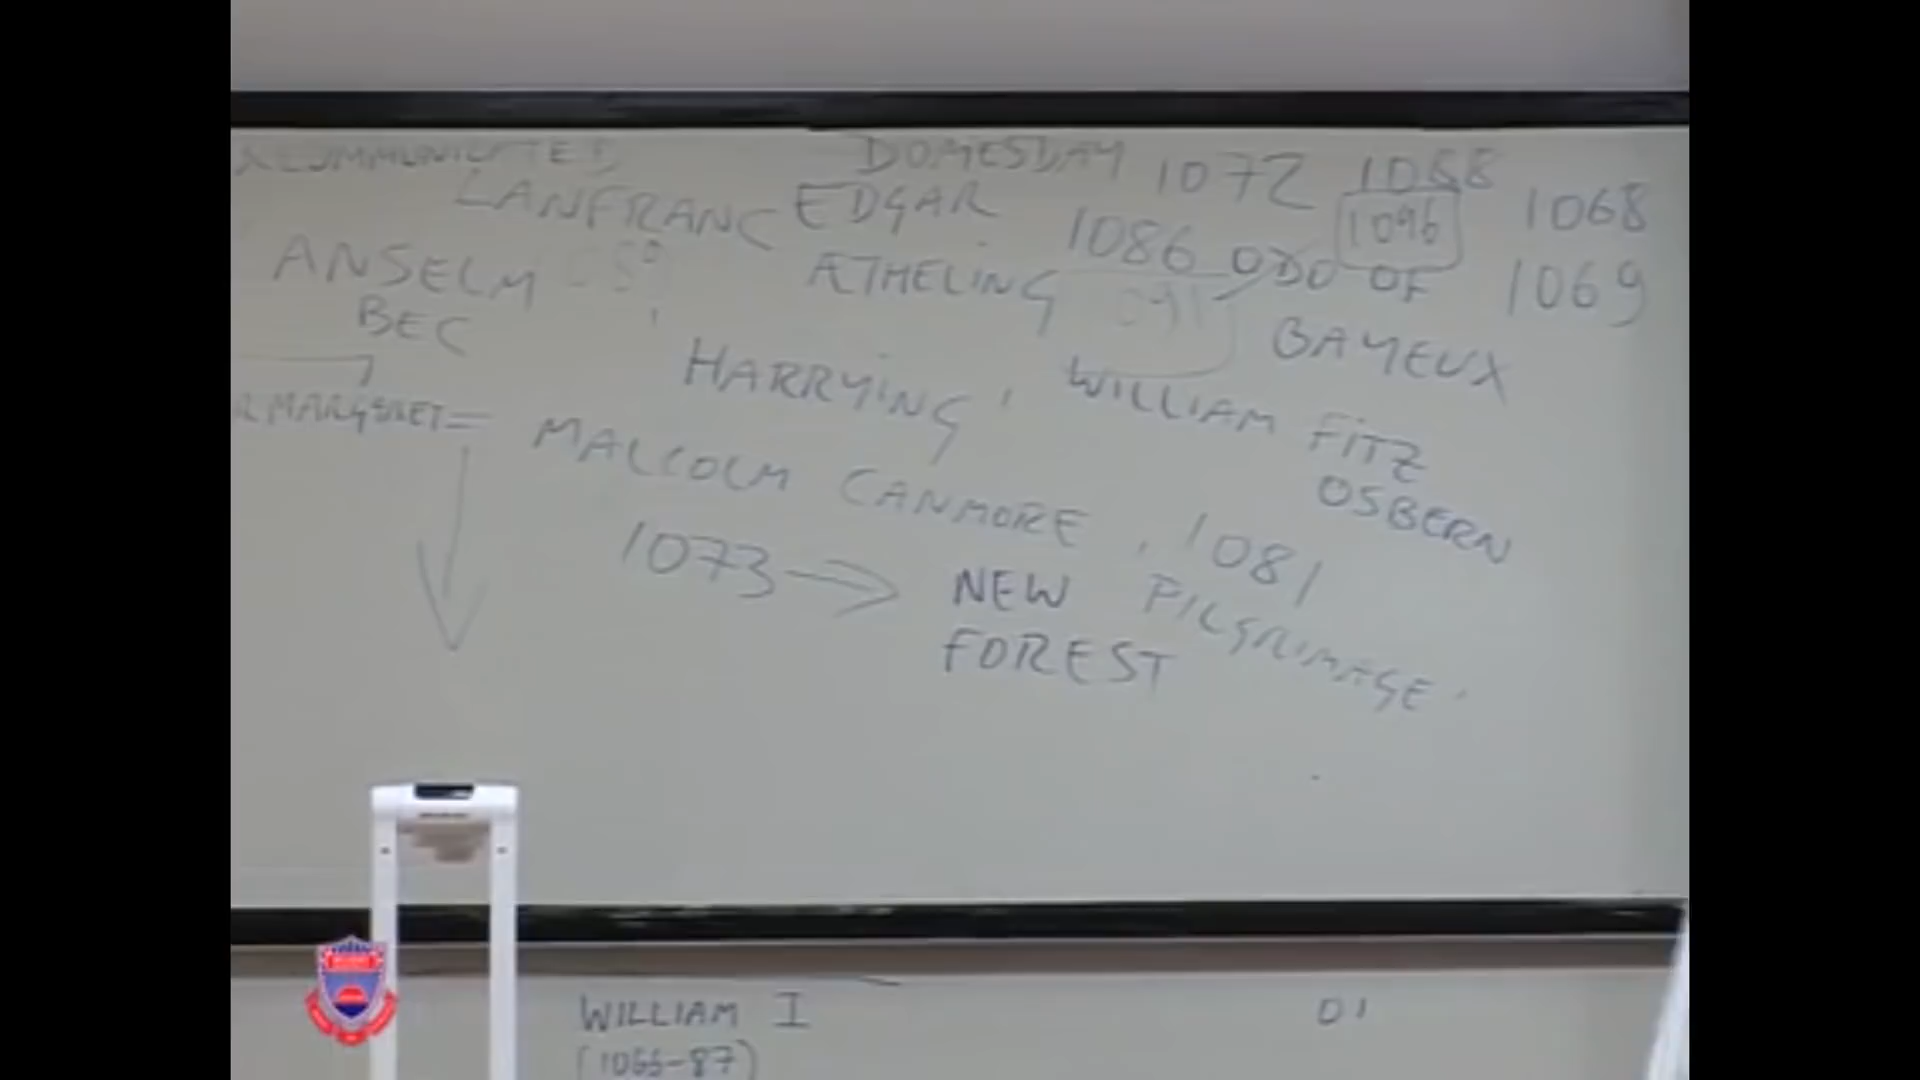 LANFRANC
ANSELM
BEC
MARGARET =
DOMESDAY
1086
EDGAR
ÆTHELING
1072
1068
1096
1068
1069
ODO OF
BAYEUX
HARRYING
WILLIAM FITZ
OSBERN
MALCOLM CANMORE
1073 → NEW
FOREST
1081
PILGRIMAGE
WILLIAM I
(1066-87)